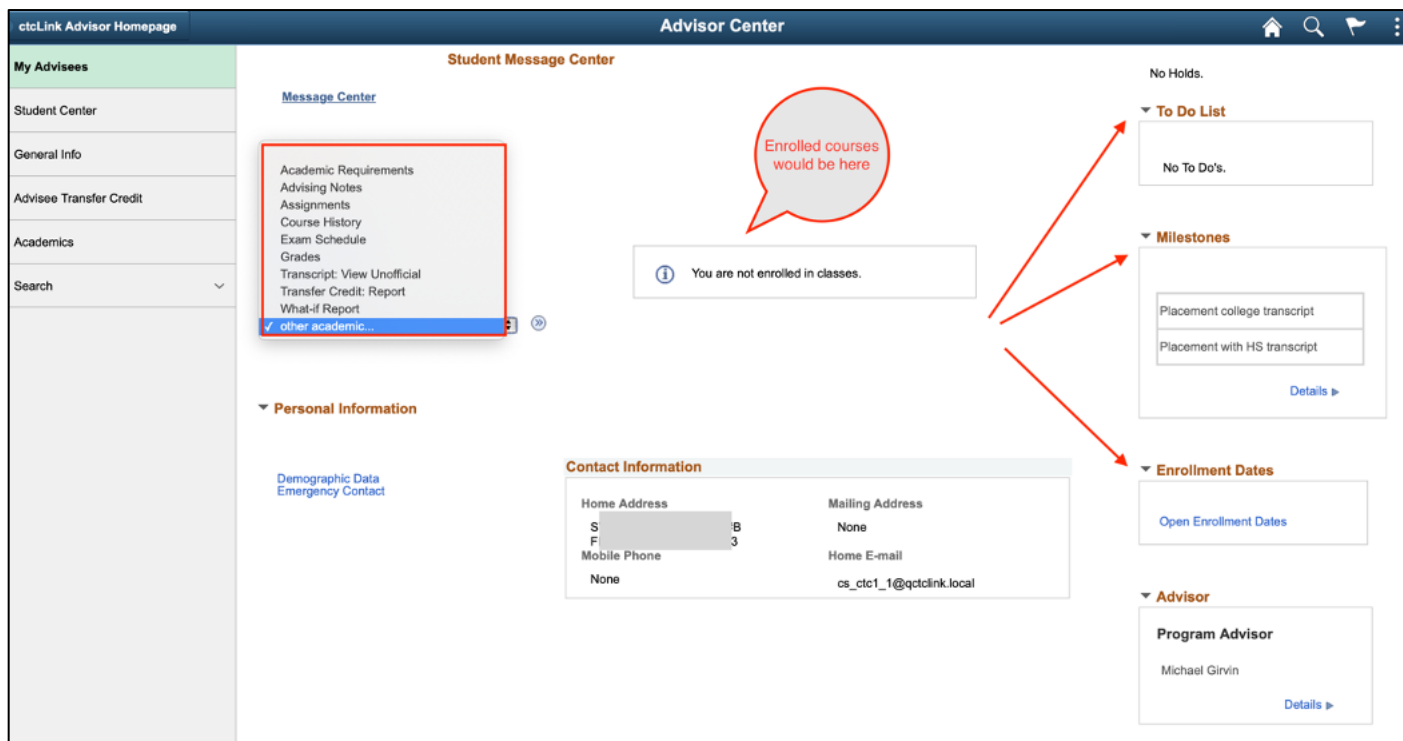 ctcLink Advisor Homepage
Advisor Center
My Advisees
Student Center
General Info
Advisee Transfer Credit
Academics
Search
Student Message Center
Message Center
Academic Requirements
Advising Notes
Assignments
Course History
Exam Schedule
Grades
Transcript: View Unofficial
Transfer Credit: Report
What-if Report
✓ other academic...
Enrolled courses
would be here
You are not enrolled in classes.
Personal Information
Demographic Data
Emergency Contact
Contact Information
Home Address
S B
F 3
Mailing Address
None
Mobile Phone
None
Home E-mail
cs_ctc1_1@qctclink.local
No Holds.
To Do List
No To Do's.
Milestones
Placement college transcript
Placement with HS transcript
Details
Enrollment Dates
Open Enrollment Dates
Advisor
Program Advisor
Michael Girvin
Details